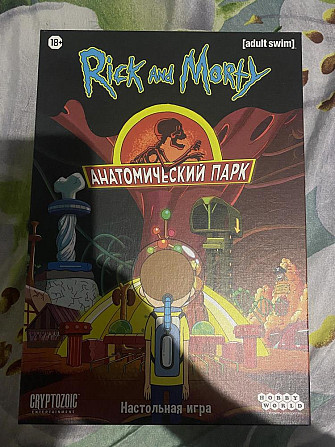 18+
[adult swim]
Rick and Morty
АНАТОМИЧЕСКИЙ ПАРК
CRYPTOZOIC
ENTERTAINMENT
Настольная игра
HOBBY
WORLD